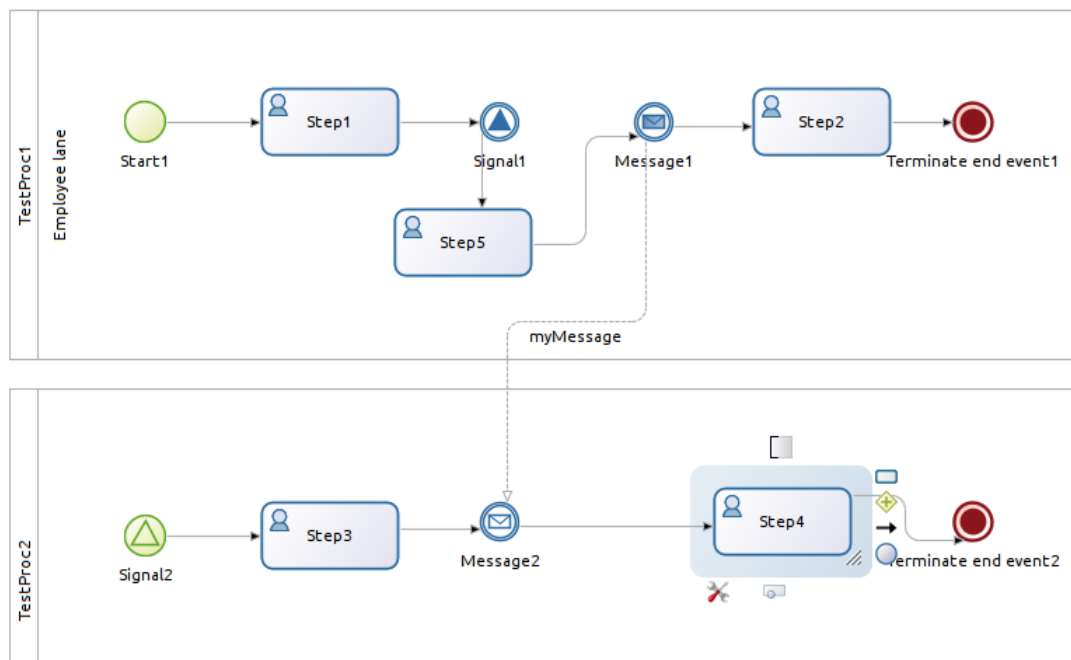 TestProc1
Employee lane
Start1
Step1
Signal1
Message1
Step2
Terminate end event1
Step5
myMessage
TestProc2
Signal2
Step3
Message2
Step4
Terminate end event2